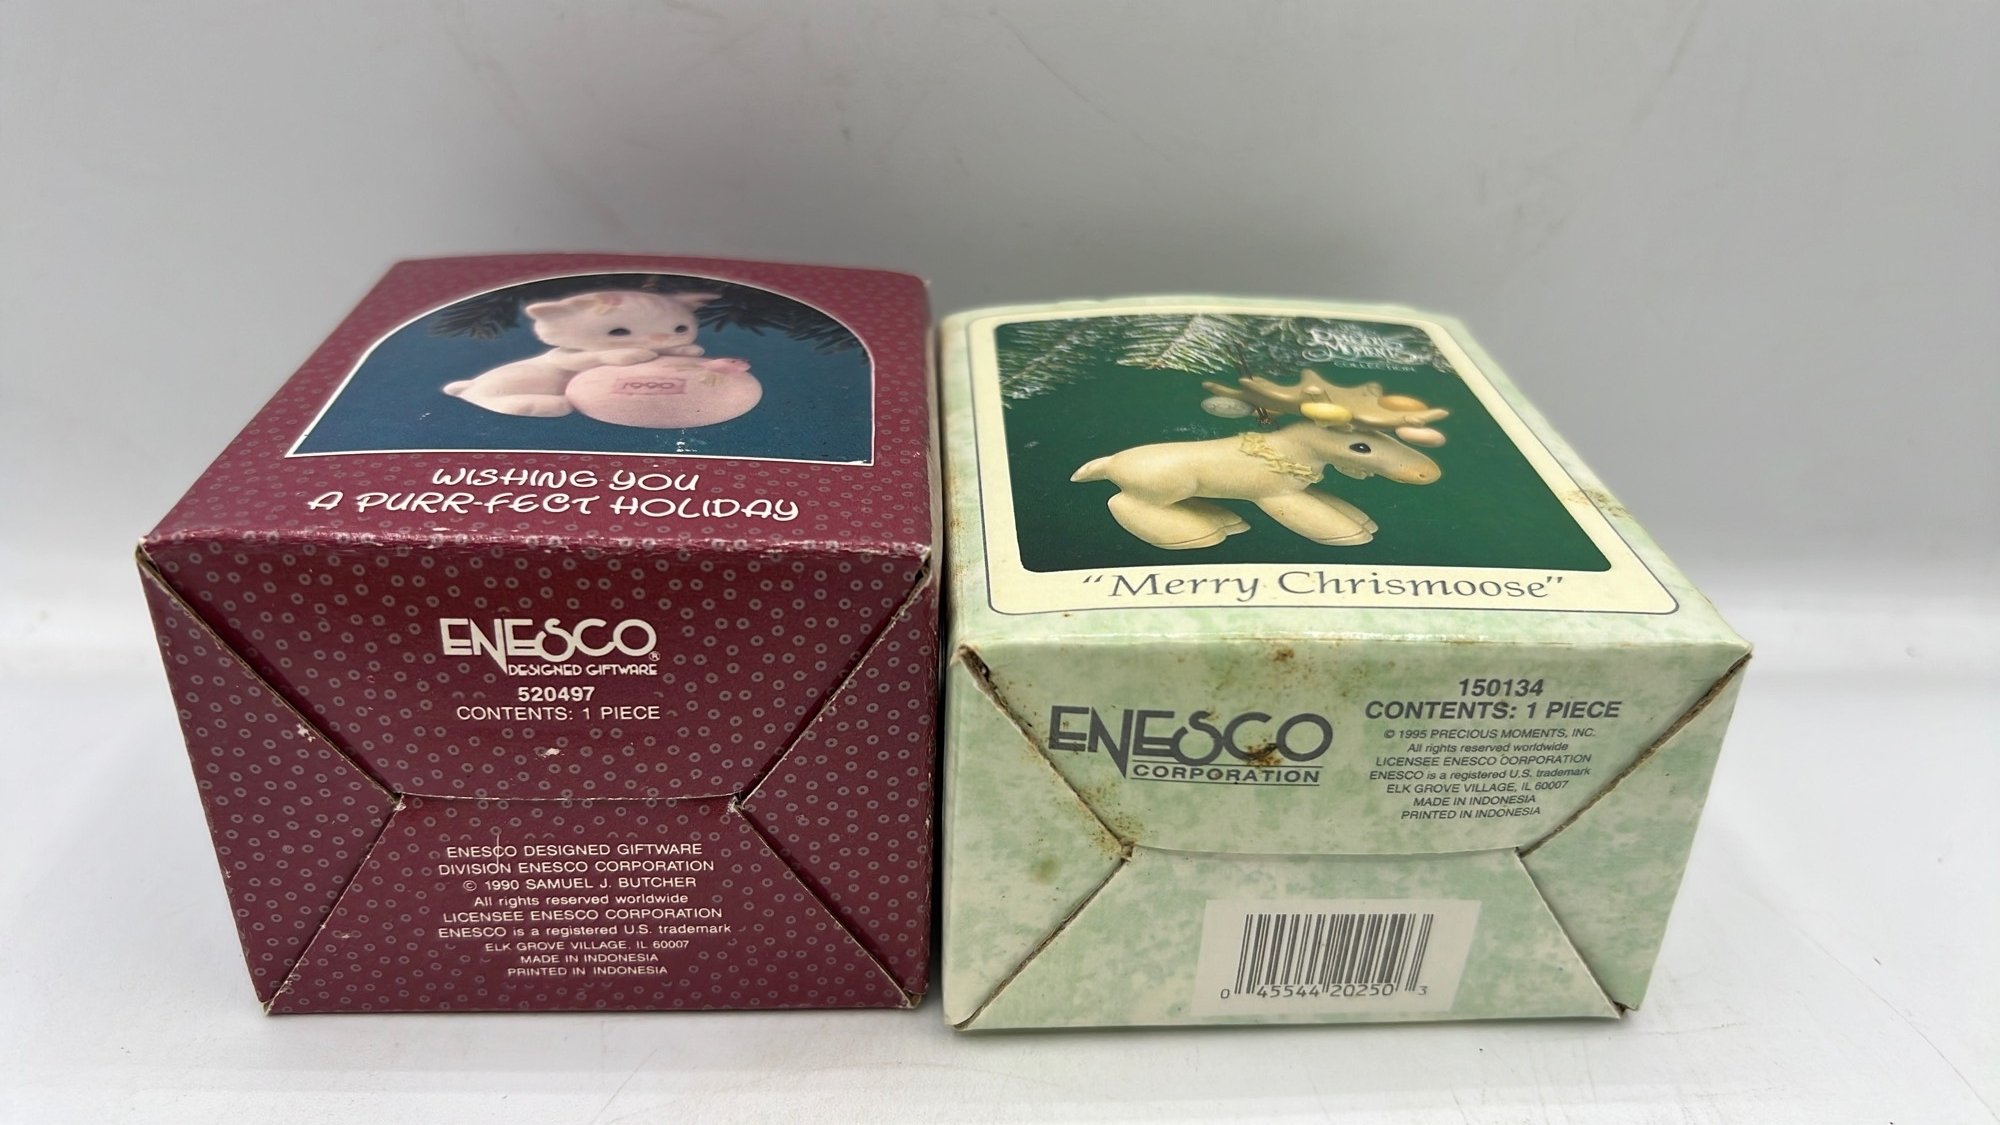 1990
WISHING YOU
A PURR-FECT HOLIDAY
ENESCO®
DESIGNED GIFTWARE
520497
CONTENTS: 1 PIECE
ENESCO DESIGNED GIFTWARE
DIVISION ENESCO CORPORATION
© 1990 SAMUEL J. BUTCHER
All rights reserved worldwide
LICENSEE ENESCO CORPORATION
ENESCO is a registered U.S. trademark
ELK GROVE VILLAGE, IL 60007
MADE IN INDONESIA
PRINTED IN INDONESIA
THE
PRECIOUS
MOMENTS
COLLECTION
"Merry Chrismoose"
ENESCO
CORPORATION
150134
CONTENTS: 1 PIECE
© 1995 PRECIOUS MOMENTS, INC.
All rights reserved worldwide
LICENSEE ENESCO CORPORATION
ENESCO is a registered U.S. trademark
ELK GROVE VILLAGE, IL 60007
MADE IN INDONESIA
PRINTED IN INDONESIA
0 45544 20250 3